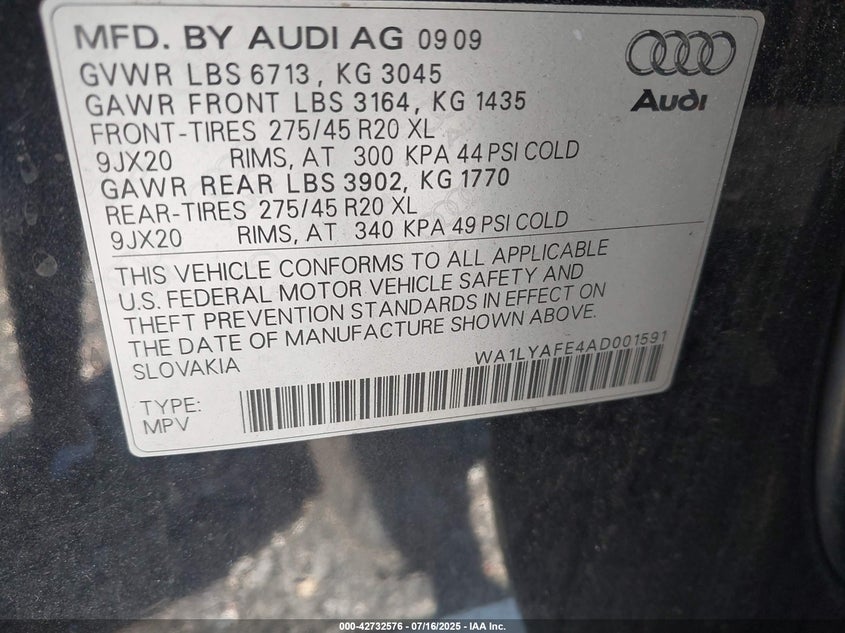 MFD. BY AUDI AG 09 09
GVWR LBS 6713, KG 3045
GAWR FRONT LBS 3164, KG 1435
FRONT-TIRES 275/45 R20 XL
9JX20 RIMS, AT 300 KPA 44 PSI COLD
GAWR REAR LBS 3902, KG 1770
REAR-TIRES 275/45 R20 XL
9JX20 RIMS, AT 340 KPA 49 PSI COLD
Audi
THIS VEHICLE CONFORMS TO ALL APPLICABLE
U.S. FEDERAL MOTOR VEHICLE SAFETY AND
THEFT PREVENTION STANDARDS IN EFFECT ON
THE DATE OF MANUFACTURE SHOWN ABOVE.
SLOVAKIA
WA1LYAFE4AD001591
TYPE:
MPV
000-42732576 - 07/16/2025 - IAA Inc.